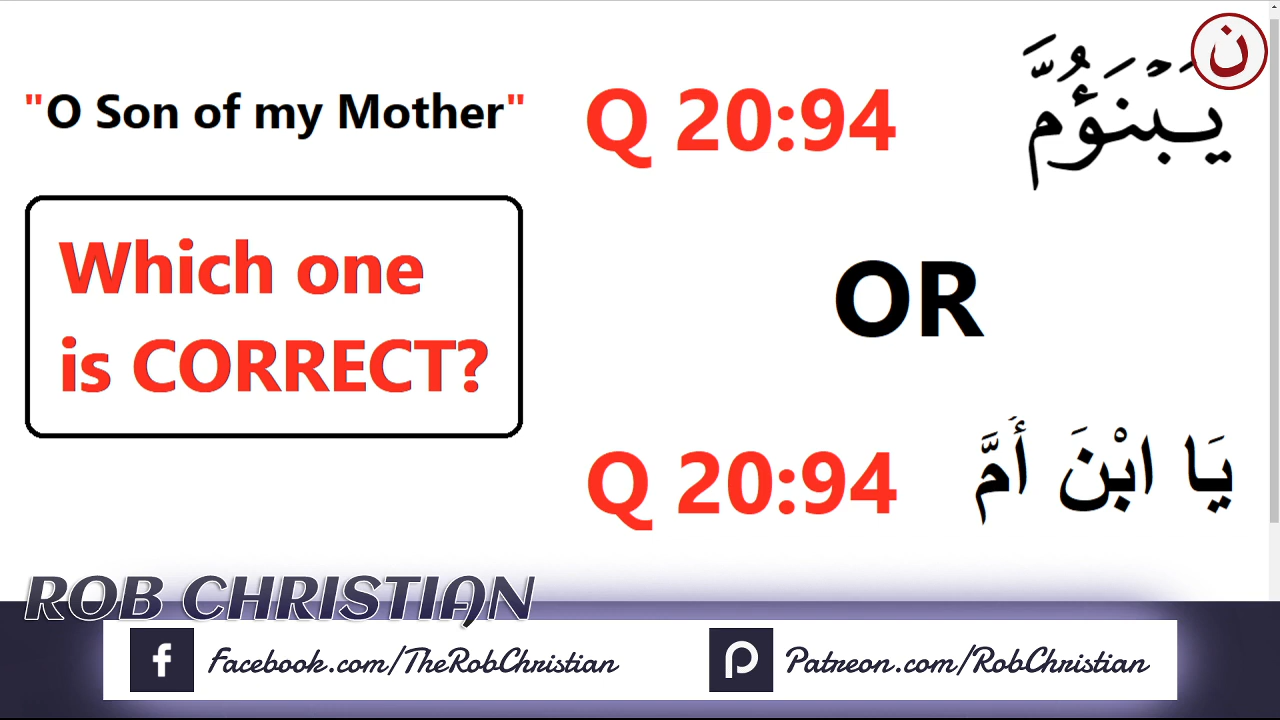 "O Son of my Mother"
Q 20:94 يَبۡنَؤُمَّ
ن
Which one
is CORRECT?
OR
Q 20:94 يَا ابْنَ أَمَّ
ROB CHRISTIAN
Facebook.com/TheRobChristian
Patreon.com/RobChristian